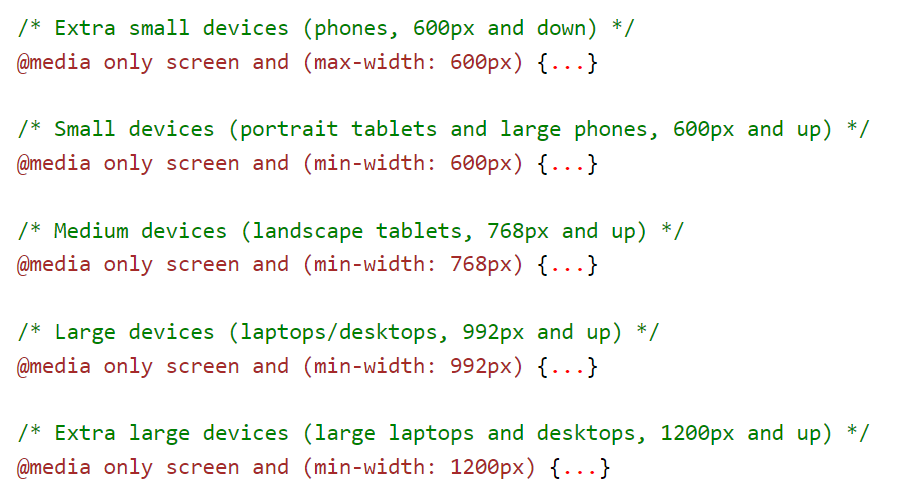 /* Extra small devices (phones, 600px and down) */
@media only screen and (max-width: 600px) {...}
/* Small devices (portrait tablets and large phones, 600px and up) */
@media only screen and (min-width: 600px) {...}
/* Medium devices (landscape tablets, 768px and up) */
@media only screen and (min-width: 768px) {...}
/* Large devices (laptops/desktops, 992px and up) */
@media only screen and (min-width: 992px) {...}
/* Extra large devices (large laptops and desktops, 1200px and up) */
@media only screen and (min-width: 1200px) {...}